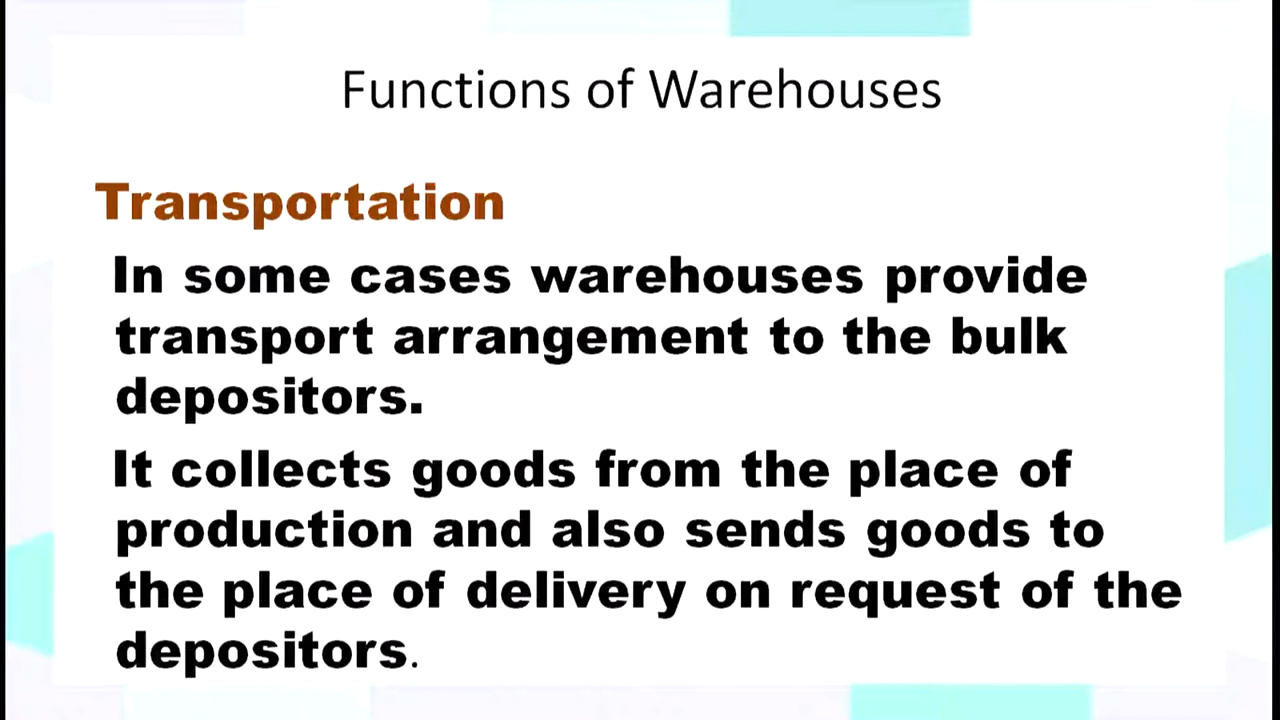 Functions of Warehouses
Transportation
In some cases warehouses provide
transport arrangement to the bulk
depositors.
It collects goods from the place of
production and also sends goods to
the place of delivery on request of the
depositors.